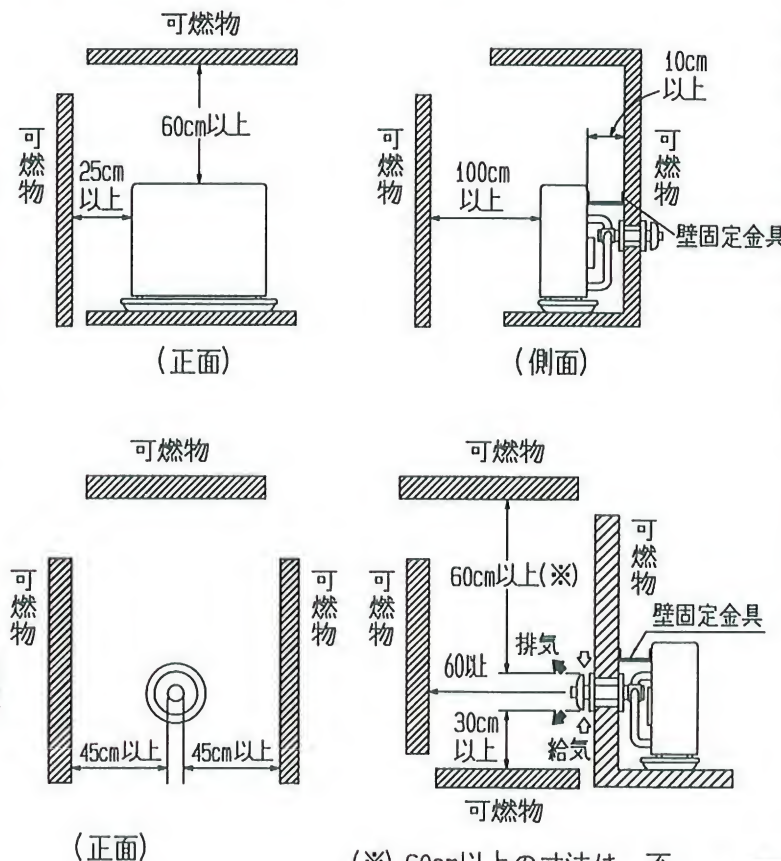 可燃物
可燃物
60cm以上
25cm
以上
(正面)
10cm
以上
可燃物
100cm
以上
可燃物
壁固定金具
(側面)
可燃物
可燃物
可燃物
45cm以上
45cm以上
(正面)
可燃物
可燃物
可燃物
60cm以上(※)
壁固定金具
排気
60以上
30cm
以上
給気
可燃物
(※) 60cm以上の寸法は、不